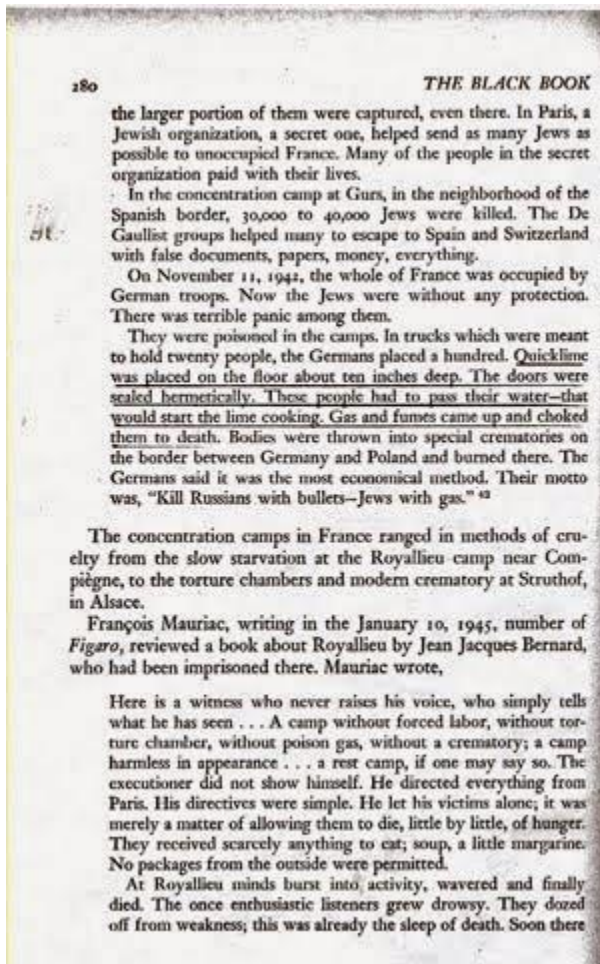 280 THE BLACK BOOK
the larger portion of them were captured, even there. In Paris, a
Jewish organization, a secret one, helped send as many Jews as
possible to unoccupied France. Many of the people in the secret
organization paid with their lives.
In the concentration camp at Gurs, in the neighborhood of the
Spanish border, 30,000 to 40,000 Jews were killed. The De
Gaullist groups helped many to escape to Spain and Switzerland
with false documents, papers, money, everything.
On November 11, 1942, the whole of France was occupied by
German troops. Now the Jews were without any protection.
There was terrible panic among them.
They were poisoned in the camps. In trucks which were meant
to hold twenty people, the Germans placed a hundred. Quicklime
was placed on the floor about ten inches deep. The doors were
sealed hermetically. These people had to pass their water—that
would start the lime cooking. Gas and fumes came up and choked
them to death. Bodies were thrown into special crematories on
the border between Germany and Poland and burned there. The
Germans said it was the most economical method. Their motto
was, "Kill Russians with bullets—Jews with gas." 42
The concentration camps in France ranged in methods of cru-
elty from the slow starvation at the Royallieu camp near Com-
piègne, to the torture chambers and modern crematory at Struthof,
in Alsace.
François Mauriac, writing in the January 10, 1945, number of
Figaro, reviewed a book about Royallieu by Jean Jacques Bernard,
who had been imprisoned there. Mauriac wrote,
Here is a witness who never raises his voice, who simply tells
what he has seen . . . A camp without forced labor, without tor-
ture chamber, without poison gas, without a crematory; a camp
harmless in appearance . . . a rest camp, if one may say so. The
executioner did not show himself. He directed everything from
Paris. His directives were simple. He let his victims alone; it was
merely a matter of allowing them to die, little by little, of hunger.
They received scarcely anything to eat; soup, a little margarine.
No packages from the outside were permitted.
At Royallieu minds burst into activity, wavered and finally
died. The once enthusiastic listeners grew drowsy. They dozed
off from weakness; this was already the sleep of death. Soon there